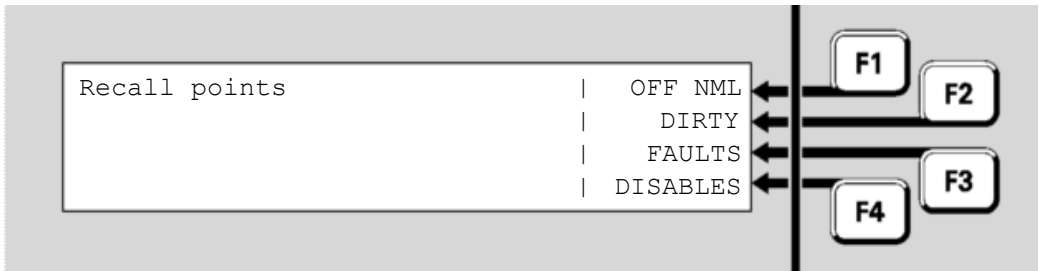 Recall points | OFF NML
| DIRTY
| FAULTS
| DISABLES
F1
F2
F3
F4